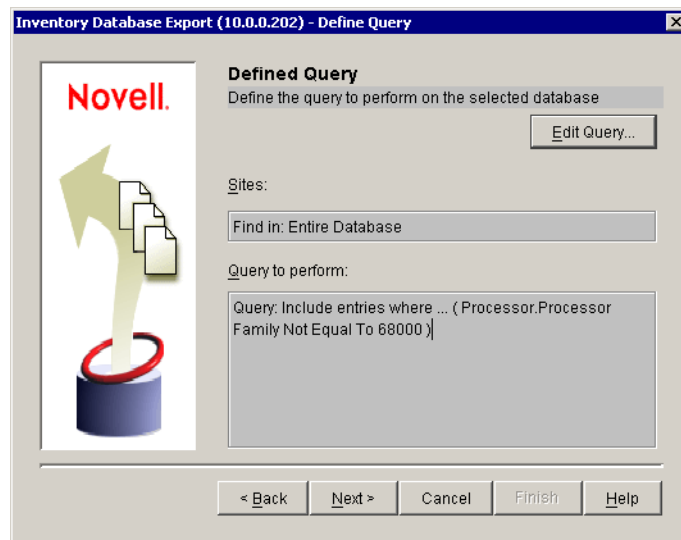 Inventory Database Export (10.0.0.202) - Define Query
Novell.
Defined Query
Define the query to perform on the selected database
Edit Query...
Sites:
Find in: Entire Database
Query to perform:
Query: Include entries where ... ( Processor.Processor
Family Not Equal To 68000 )
< Back
Next >
Cancel
Finish
Help